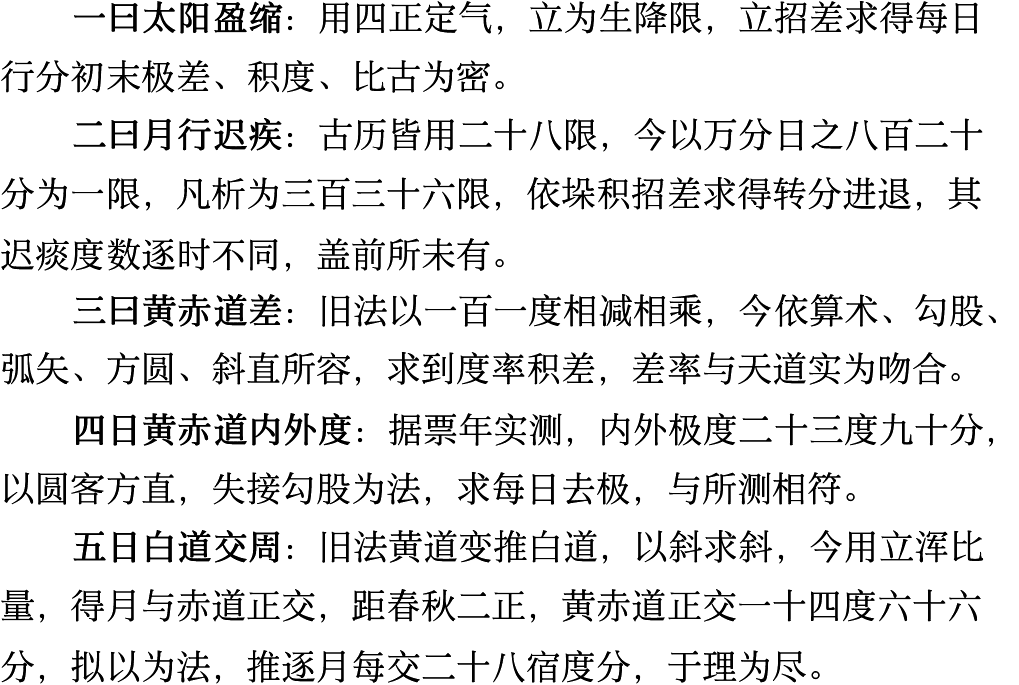 一曰太阳盈缩：用四正定气，立为生降限，立招差求得每日
行分初末极差、积度、比古为密。
二曰月行迟疾：古历皆用二十八限，今以万分日之八百二十
分为一限，凡析为三百三十六限，依垛积招差求得转分进退，其
迟痰度数逐时不同，盖前所未有。
三曰黄赤道差：旧法以一百一度相减相乘，今依算术、勾股、
弧矢、方圆、斜直所容，求到度率积差，差率与天道实为吻合。
四日黄赤道内外度：据票年实测，内外极度二十三度九十分，
以圆客方直，失接勾股为法，求每日去极，与所测相符。
五日白道交周：旧法黄道变推白道，以斜求斜，今用立浑比
量，得月与赤道正交，距春秋二正，黄赤道正交一十四度六十六
分，拟以为法，推逐月每交二十八宿度分，于理为尽。